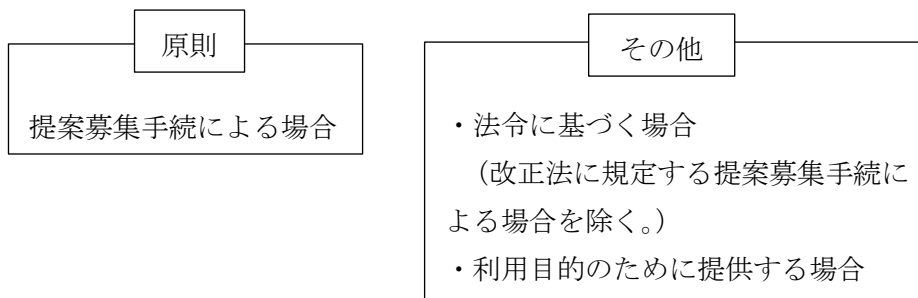 原則
提案募集手続による場合
その他
・法令に基づく場合
（改正法に規定する提案募集手続に
よる場合を除く。）
・利用目的のために提供する場合